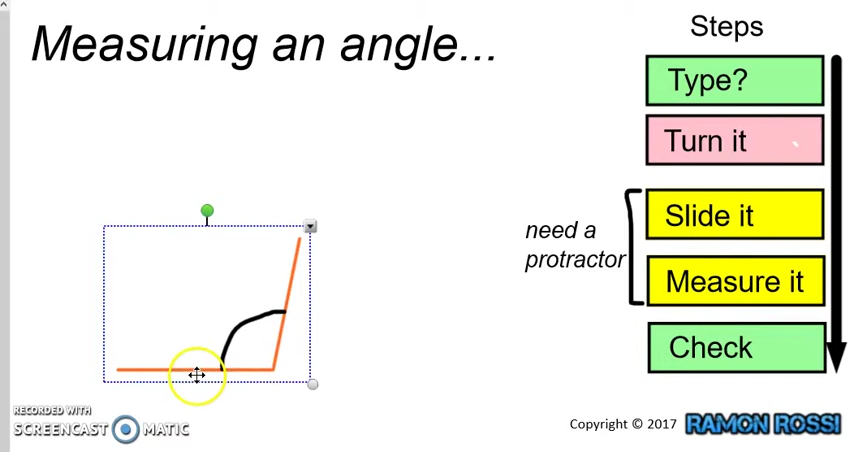 Measuring an angle...
Steps
Type?
Turn it
need a
protractor
Slide it
Measure it
Check
RECORDED WITH
SCREENCAST MATIC
Copyright © 2017 RAMON ROSSI